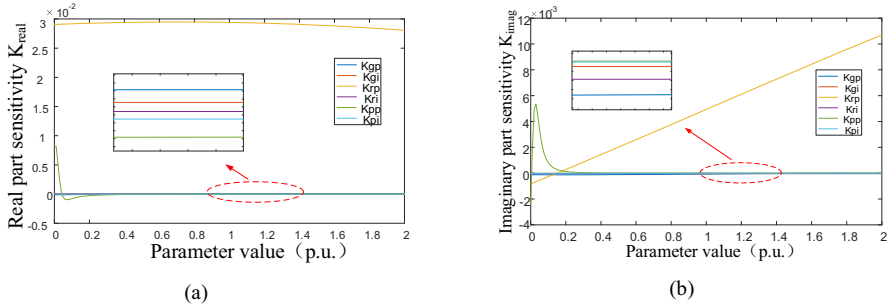 3 ×10⁻²
2.5
2
1.5
1
0.5
0
-0.5
Real part sensitivity Kreal
Kgp
Kgi
Krp
Kri
Kpp
Kpi
0 0.2 0.4 0.6 0.8 1 1.2 1.4 1.6 1.8 2
Parameter value（p.u.）
(a)
12 ×10⁻³
10
8
6
4
2
0
-2
-4
Imaginary part sensitivity Kimag
Kgp
Kgi
Krp
Kri
Kpp
Kpi
0 0.2 0.4 0.6 0.8 1 1.2 1.4 1.6 1.8 2
Parameter value（p.u.）
(b)